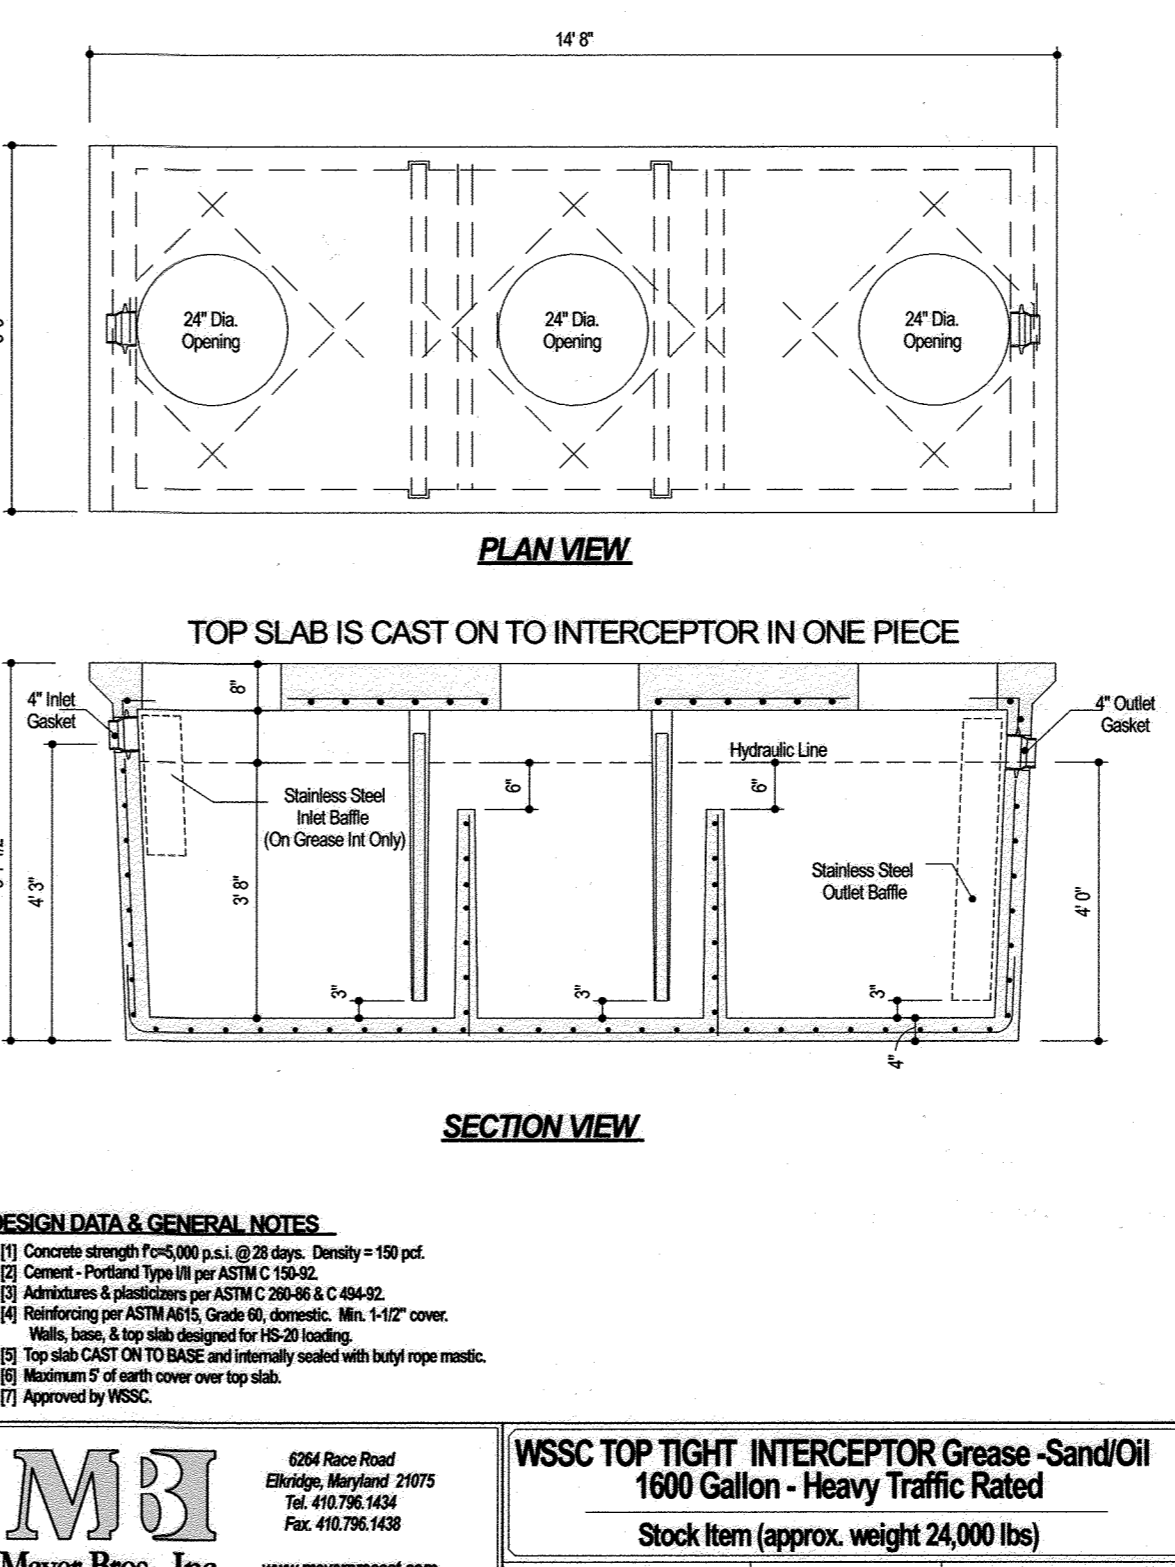 14' 8"
24" Dia.
Opening
24" Dia.
Opening
24" Dia.
Opening
PLAN VIEW
TOP SLAB IS CAST ON TO INTERCEPTOR IN ONE PIECE
4" Inlet
Gasket
8"
4" Outlet
Gasket
Hydraulic Line
6"
6"
Stainless Steel
Inlet Baffle
(On Grease Int Only)
Stainless Steel
Outlet Baffle
4' 3"
3' 8"
4' 0"
3"
3"
3"
4"
SECTION VIEW
DESIGN DATA & GENERAL NOTES
[1] Concrete strength f'c=5,000 p.s.i. @ 28 days. Density = 150 pcf.
[2] Cement - Portland Type I/II per ASTM C 150-92.
[3] Admixtures & plasticizers per ASTM C 260-86 & C 494-92.
[4] Reinforcing per ASTM A615, Grade 60, domestic. Min. 1-1/2" cover.
Walls, base, & top slab designed for HS-20 loading.
[5] Top slab CAST ON TO BASE and internally sealed with butyl rope mastic.
[6] Maximum 5' of earth cover over top slab.
[7] Approved by WSSC.
MBI
Mayer Bros., Inc.
6264 Race Road
Elkridge, Maryland 21075
Tel. 410.796.1434
Fax. 410.796.1438
WSSC TOP TIGHT INTERCEPTOR Grease -Sand/Oil
1600 Gallon - Heavy Traffic Rated
Stock Item (approx. weight 24,000 lbs)